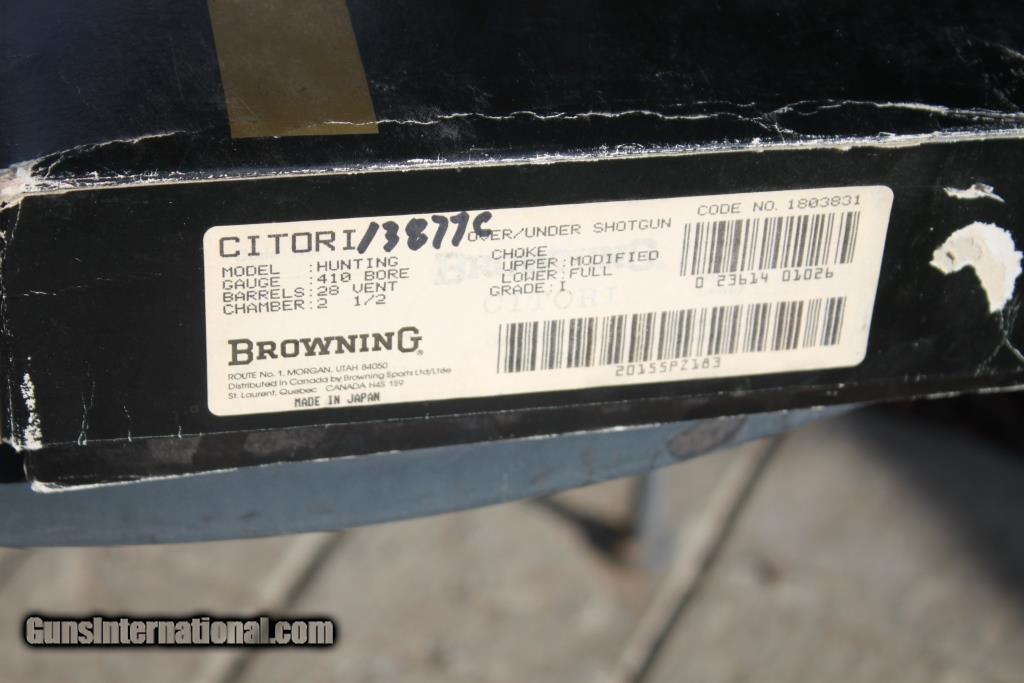 CITORI 13877C OVER/UNDER SHOTGUN CODE NO. 1803831
MODEL :HUNTING
GAUGE :410 BORE
BARRELS:28 VENT
CHAMBER:2 1/2
CHOKE
UPPER:MODIFIED
LOWER:FULL
GRADE:I
0 23614 01026
BROWNING®
ROUTE No. 1, MORGAN, UTAH 84050
Distributed in Canada by Browning Sports Ltd/Ltée
St. Laurent, Quebec CANADA H4S 1S9
MADE IN JAPAN
20155PZ183
GunsInternational.com